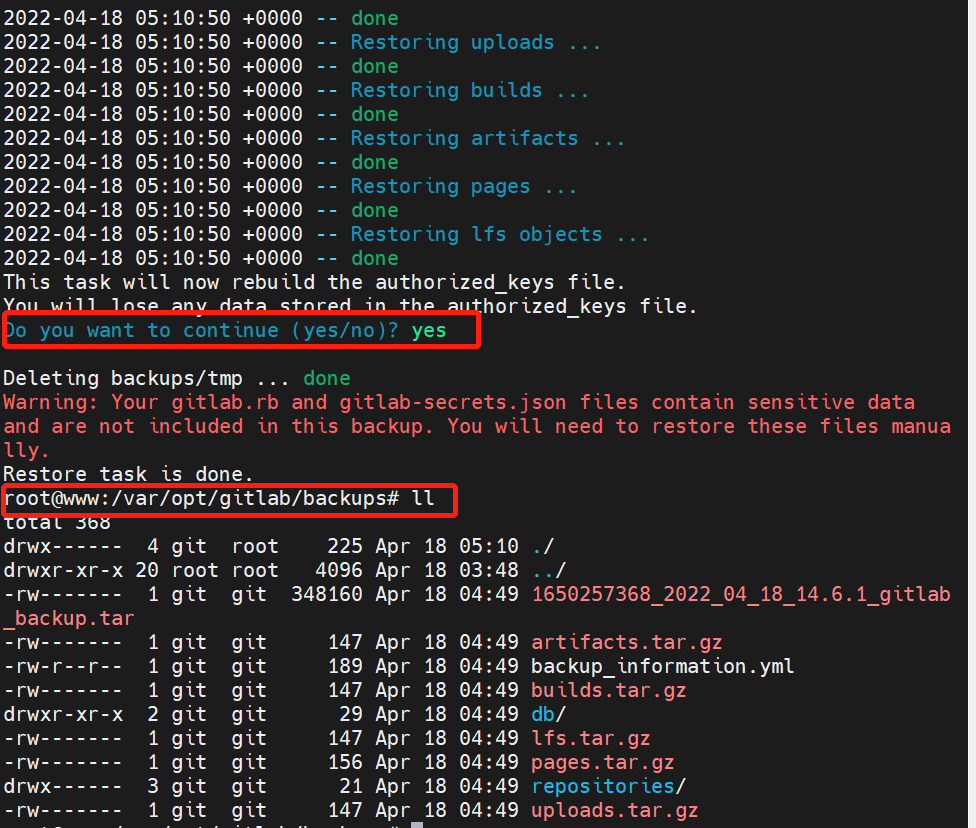 2022-04-18 05:10:50 +0000 -- done
2022-04-18 05:10:50 +0000 -- Restoring uploads ...
2022-04-18 05:10:50 +0000 -- done
2022-04-18 05:10:50 +0000 -- Restoring builds ...
2022-04-18 05:10:50 +0000 -- done
2022-04-18 05:10:50 +0000 -- Restoring artifacts ...
2022-04-18 05:10:50 +0000 -- done
2022-04-18 05:10:50 +0000 -- Restoring pages ...
2022-04-18 05:10:50 +0000 -- done
2022-04-18 05:10:50 +0000 -- Restoring lfs objects ...
2022-04-18 05:10:50 +0000 -- done
This task will now rebuild the authorized_keys file.
You will lose any data stored in the authorized_keys file.
Do you want to continue (yes/no)? yes
Deleting backups/tmp ... done
Warning: Your gitlab.rb and gitlab-secrets.json files contain sensitive data
and are not included in this backup. You will need to restore these files manua
lly.
Restore task is done.
root@www:/var/opt/gitlab/backups# ll
total 368
drwx------  4 git  root    225 Apr 18 05:10 ./
drwxr-xr-x 20 root root   4096 Apr 18 03:48 ../
-rw-------  1 git  git  348160 Apr 18 04:49 1650257368_2022_04_18_14.6.1_gitlab
_backup.tar
-rw-------  1 git  git     147 Apr 18 04:49 artifacts.tar.gz
-rw-r--r--  1 git  git     189 Apr 18 04:49 backup_information.yml
-rw-------  1 git  git     147 Apr 18 04:49 builds.tar.gz
drwxr-xr-x  2 git  git      29 Apr 18 04:49 db/
-rw-------  1 git  git     147 Apr 18 04:49 lfs.tar.gz
-rw-------  1 git  git     156 Apr 18 04:49 pages.tar.gz
drwx------  3 git  git      21 Apr 18 04:49 repositories/
-rw-------  1 git  git     147 Apr 18 04:49 uploads.tar.gz